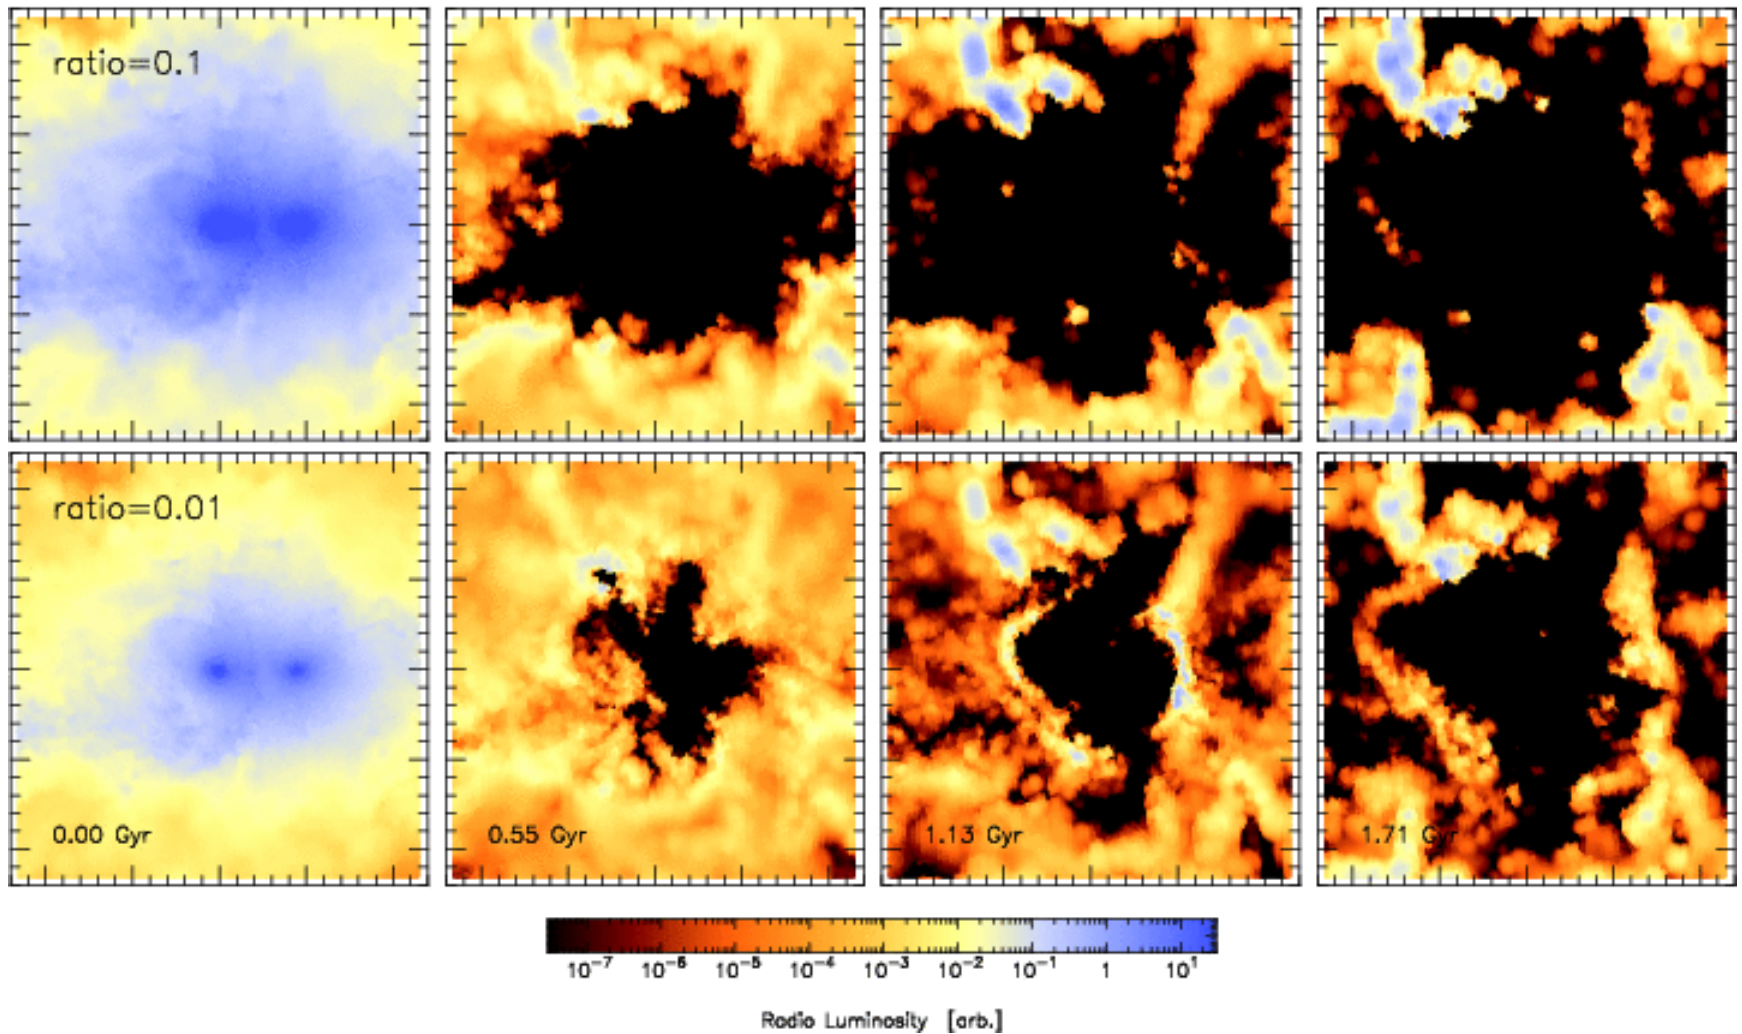 ratio=0.1
ratio=0.01
0.00 Gyr
0.55 Gyr
1.13 Gyr
1.71 Gyr
10⁻⁷ 10⁻⁶ 10⁻⁵ 10⁻⁴ 10⁻³ 10⁻² 10⁻¹ 1 10¹
Radio Luminosity [arb.]